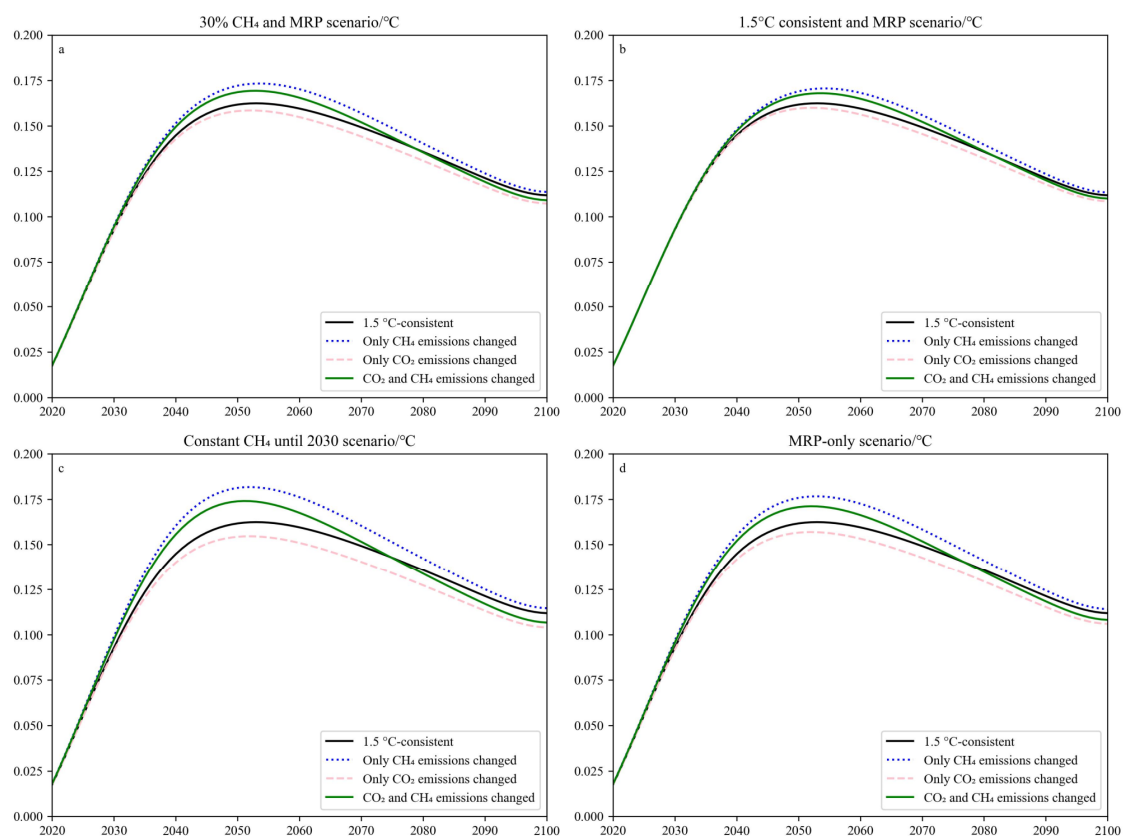 30% CH₄ and MRP scenario/°C
a
0.200
0.175
0.150
0.125
0.100
0.075
0.050
0.025
0.000
2020 2030 2040 2050 2060 2070 2080 2090 2100
1.5 °C-consistent
Only CH₄ emissions changed
Only CO₂ emissions changed
CO₂ and CH₄ emissions changed
1.5°C consistent and MRP scenario/°C
b
0.200
0.175
0.150
0.125
0.100
0.075
0.050
0.025
0.000
2020 2030 2040 2050 2060 2070 2080 2090 2100
1.5 °C-consistent
Only CH₄ emissions changed
Only CO₂ emissions changed
CO₂ and CH₄ emissions changed
Constant CH₄ until 2030 scenario/°C
c
0.200
0.175
0.150
0.125
0.100
0.075
0.050
0.025
0.000
2020 2030 2040 2050 2060 2070 2080 2090 2100
1.5 °C-consistent
Only CH₄ emissions changed
Only CO₂ emissions changed
CO₂ and CH₄ emissions changed
MRP-only scenario/°C
d
0.200
0.175
0.150
0.125
0.100
0.075
0.050
0.025
0.000
2020 2030 2040 2050 2060 2070 2080 2090 2100
1.5 °C-consistent
Only CH₄ emissions changed
Only CO₂ emissions changed
CO₂ and CH₄ emissions changed